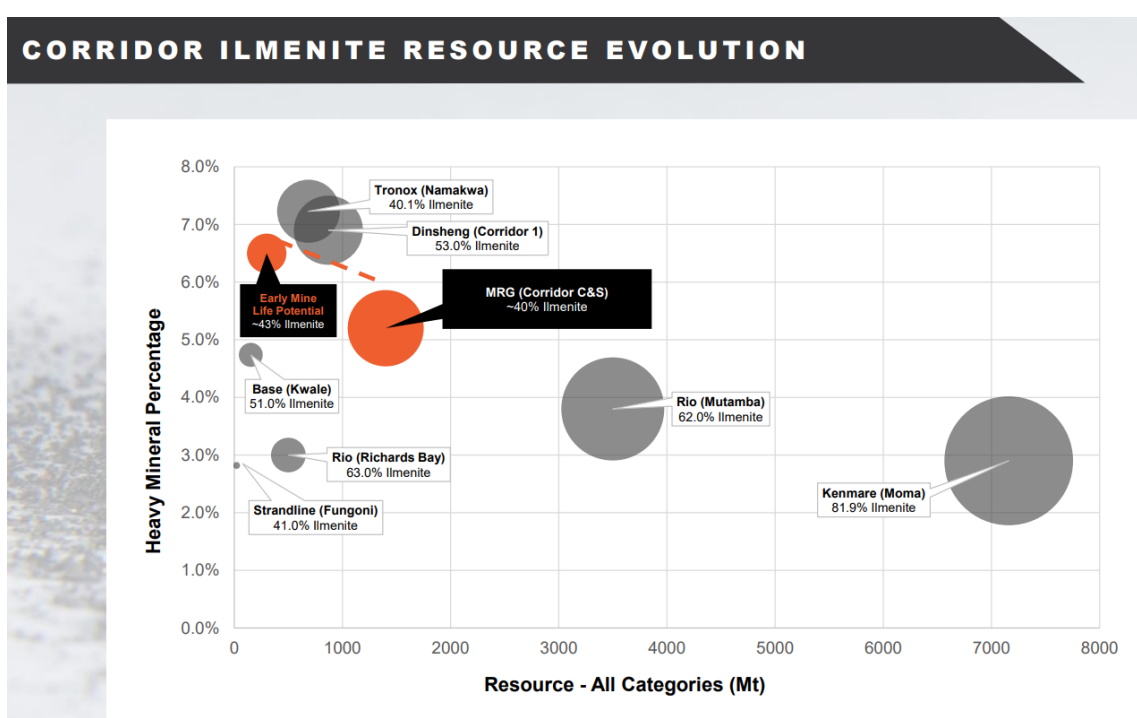 CORRIDOR ILMENITE RESOURCE EVOLUTION
8.0%
7.0%
6.0%
5.0%
4.0%
3.0%
2.0%
1.0%
0.0%
Heavy Mineral Percentage
Tronox (Namakwa)
40.1% Ilmenite
Dinsheng (Corridor 1)
53.0% Ilmenite
Early Mine
Life Potential
~43% Ilmenite
MRG (Corridor C&S)
~40% Ilmenite
Base (Kwale)
51.0% Ilmenite
Rio (Mutamba)
62.0% Ilmenite
Rio (Richards Bay)
63.0% Ilmenite
Strandline (Fungoni)
41.0% Ilmenite
Kenmare (Moma)
81.9% Ilmenite
0
1000
2000
3000
4000
5000
6000
7000
8000
Resource - All Categories (Mt)